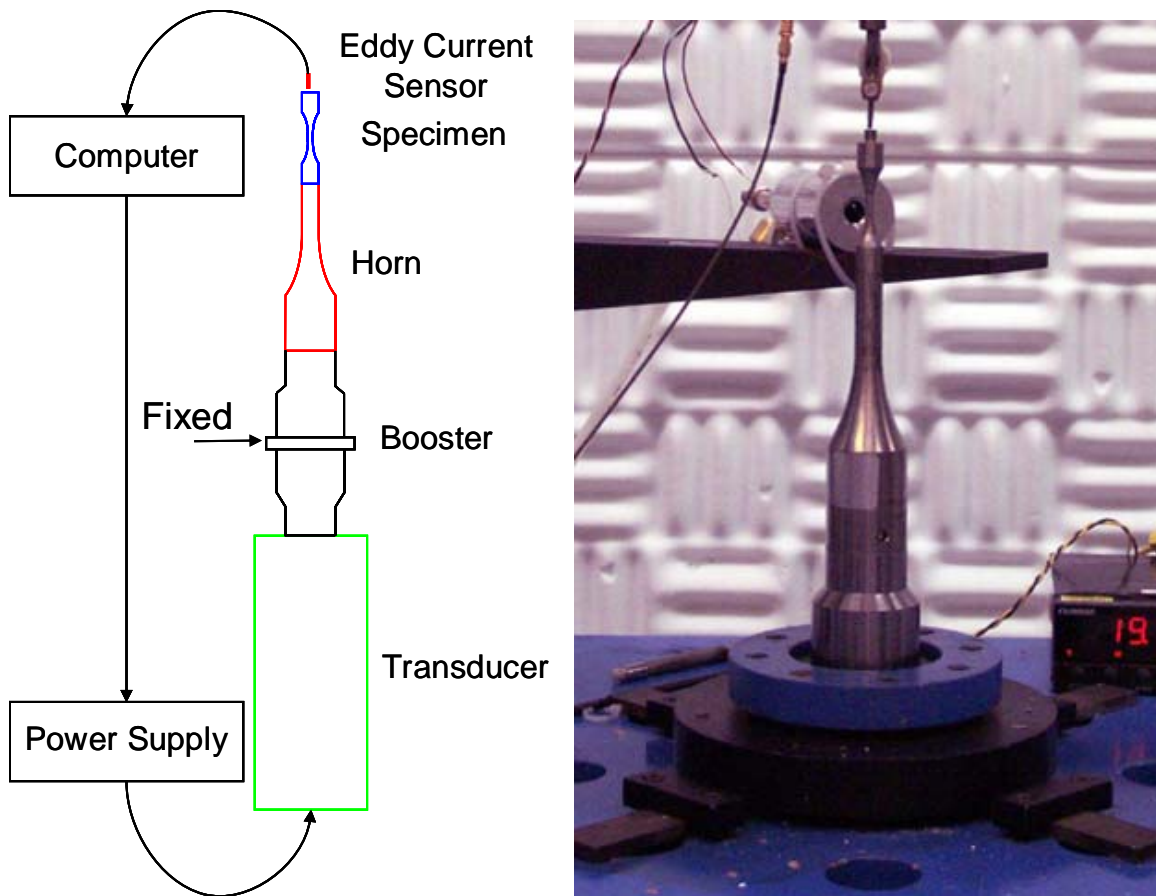 Eddy Current
Sensor
Specimen
Computer
Horn
Fixed
Booster
Transducer
Power Supply
19.